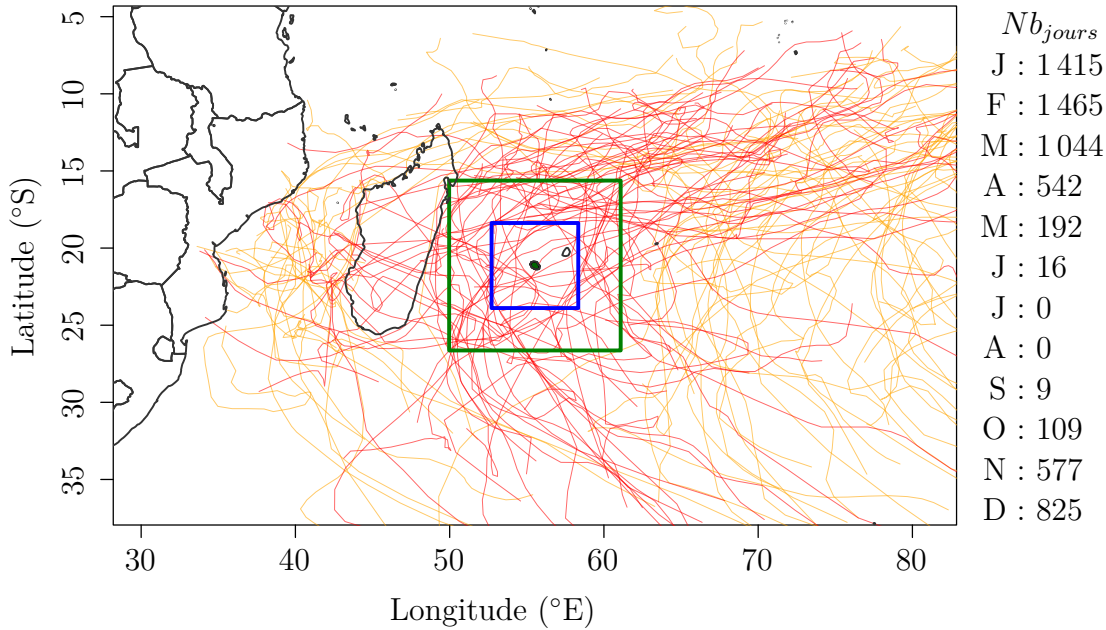 5
10
15
20
25
30
35
Latitude (°S)
30
40
50
60
70
80
Longitude (°E)
Nb_jours
J : 1 415
F : 1 465
M : 1 044
A : 542
M : 192
J : 16
J : 0
A : 0
S : 9
O : 109
N : 577
D : 825